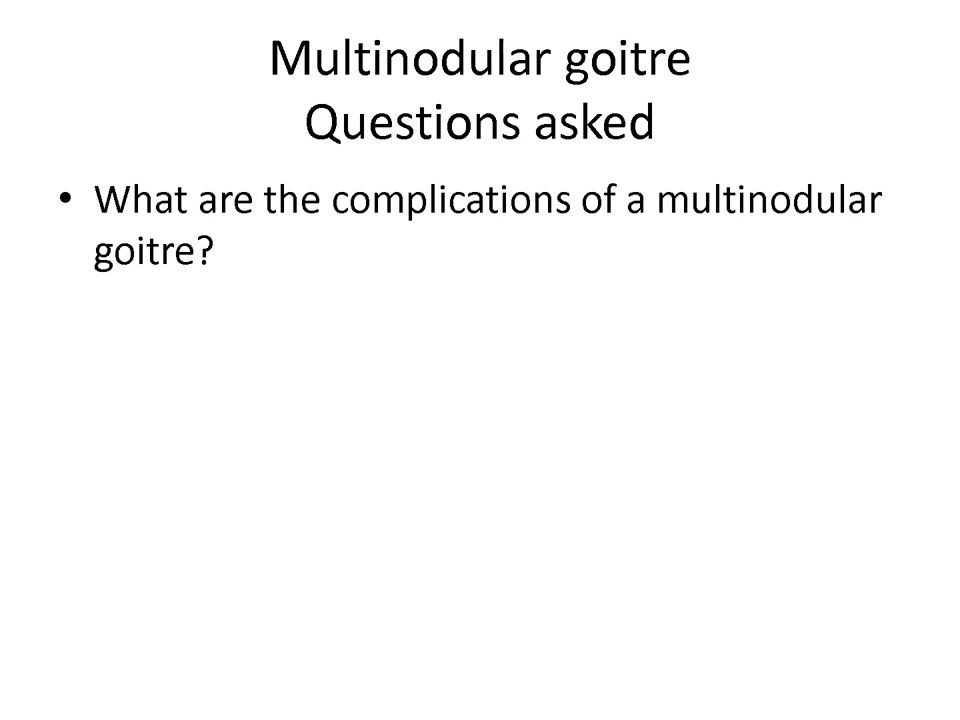 Multinodular goitre
Questions asked
• What are the complications of a multinodular
goitre?